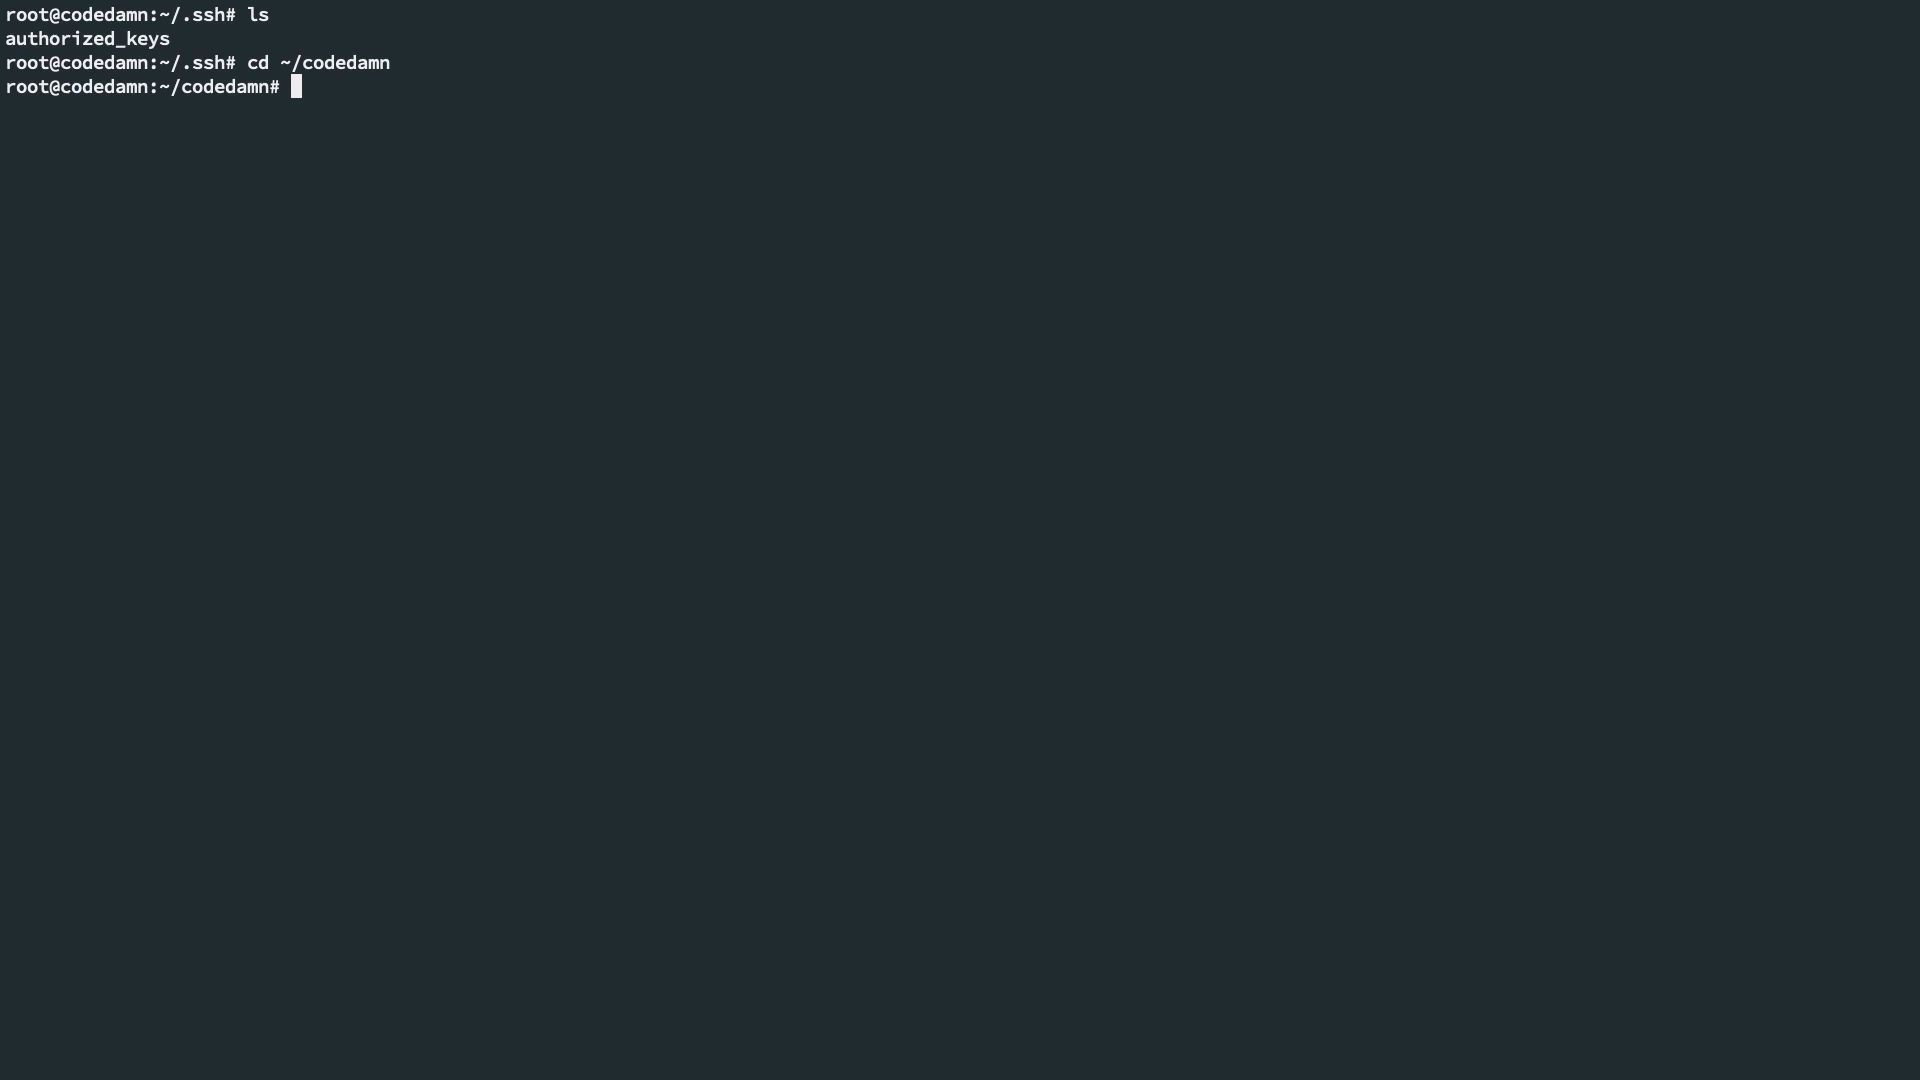 root@codedamn:~/.ssh# ls
authorized_keys
root@codedamn:~/.ssh# cd ~/codedamn
root@codedamn:~/codedamn#